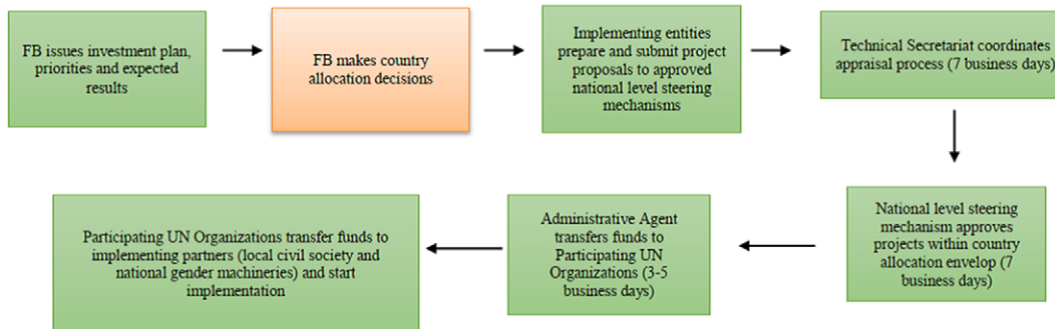 FB issues investment plan,
priorities and expected
results
FB makes country
allocation decisions
Implementing entities
prepare and submit project
proposals to approved
national level steering
mechanisms
Technical Secretariat coordinates
appraisal process (7 business days)
National level steering
mechanism approves
projects within country
allocation envelop (7
business days)
Administrative Agent
transfers funds to
Participating UN
Organizations (3-5
business days)
Participating UN Organizations transfer funds to
implementing partners (local civil society and
national gender machineries) and start
implementation